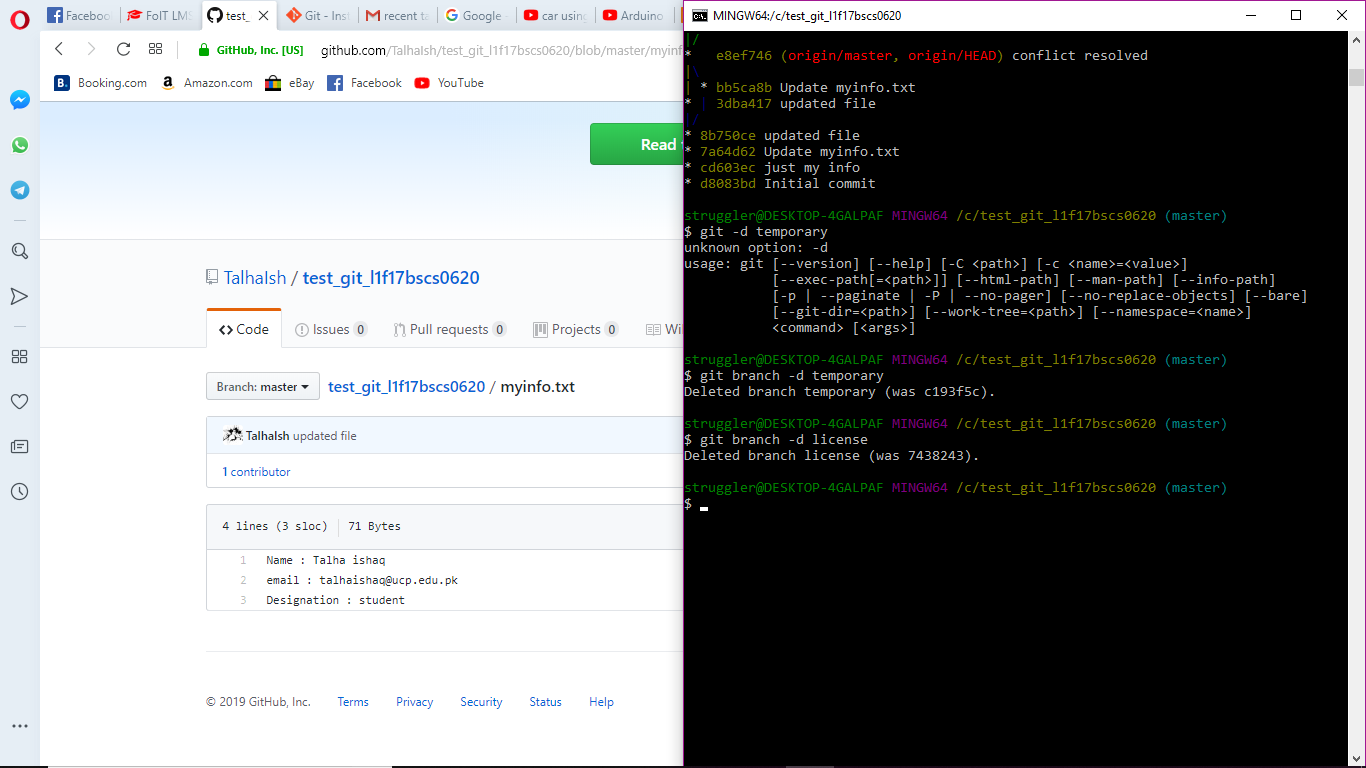 Faceboo
FoIT LMS
test_
Git - Inst
recent ta
Google
car using
Arduino
GitHub, Inc. [US]
github.com/TalhaIsh/test_git_l1f17bscs0620/blob/master/myinfo
B. Booking.com
a Amazon.com
eBay
Facebook
YouTube
Read
TalhaIsh / test_git_l1f17bscs0620
<> Code
Issues 0
Pull requests 0
Projects 0
Wi
Branch: master
test_git_l1f17bscs0620 / myinfo.txt
TalhaIsh updated file
1 contributor
4 lines (3 sloc) | 71 Bytes
1 Name : Talha ishaq
2 email : talhaishaq@ucp.edu.pk
3 Designation : student
© 2019 GitHub, Inc.
Terms
Privacy
Security
Status
Help
MINGW64:/c/test_git_l1f17bscs0620
|/
*   e8ef746 (origin/master, origin/HEAD) conflict resolved
|\
| * bb5ca8b Update myinfo.txt
* | 3dba417 updated file
|/
* 8b750ce updated file
* 7a64d62 Update myinfo.txt
* cd603ec just my info
* d8083bd Initial commit
struggler@DESKTOP-4GALPAF MINGW64 /c/test_git_l1f17bscs0620 (master)
$ git -d temporary
unknown option: -d
usage: git [--version] [--help] [-C <path>] [-c <name>=<value>]
[--exec-path[=<path>]] [--html-path] [--man-path] [--info-path]
[-p | --paginate | -P | --no-pager] [--no-replace-objects] [--bare]
[--git-dir=<path>] [--work-tree=<path>] [--namespace=<name>]
<command> [<args>]
struggler@DESKTOP-4GALPAF MINGW64 /c/test_git_l1f17bscs0620 (master)
$ git branch -d temporary
Deleted branch temporary (was c193f5c).
struggler@DESKTOP-4GALPAF MINGW64 /c/test_git_l1f17bscs0620 (master)
$ git branch -d license
Deleted branch license (was 7438243).
struggler@DESKTOP-4GALPAF MINGW64 /c/test_git_l1f17bscs0620 (master)
$